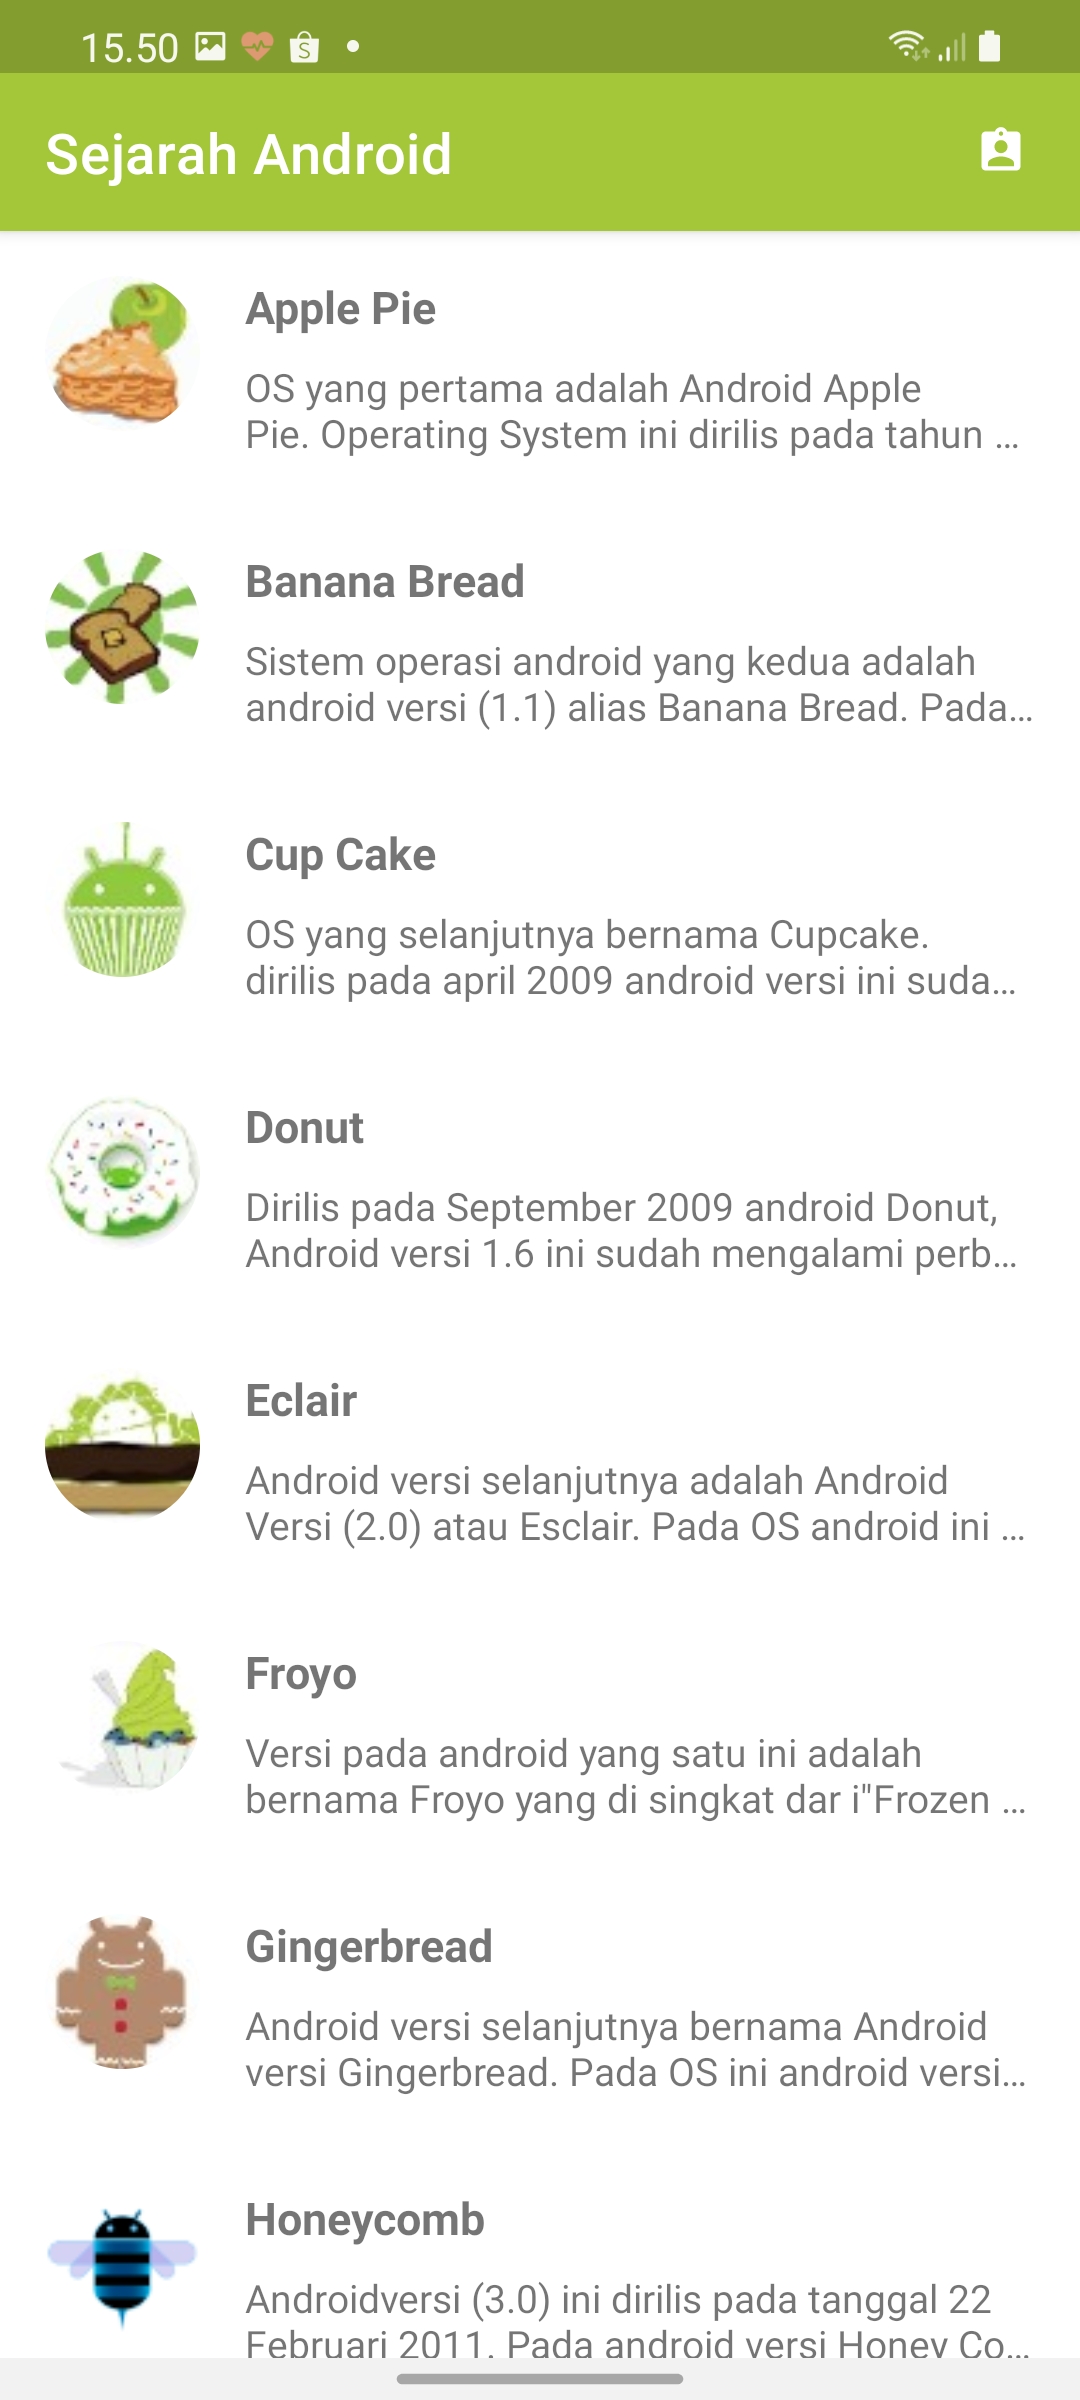 15.50
Sejarah Android
Apple Pie
OS yang pertama adalah Android Apple
Pie. Operating System ini dirilis pada tahun ...
Banana Bread
Sistem operasi android yang kedua adalah
android versi (1.1) alias Banana Bread. Pada...
Cup Cake
OS yang selanjutnya bernama Cupcake.
dirilis pada april 2009 android versi ini suda...
Donut
Dirilis pada September 2009 android Donut,
Android versi 1.6 ini sudah mengalami perb...
Eclair
Android versi selanjutnya adalah Android
Versi (2.0) atau Esclair. Pada OS android ini ...
Froyo
Versi pada android yang satu ini adalah
bernama Froyo yang di singkat dar i"Frozen ...
Gingerbread
Android versi selanjutnya bernama Android
versi Gingerbread. Pada OS ini android versi...
Honeycomb
Androidversi (3.0) ini dirilis pada tanggal 22
Februari 2011. Pada android versi Honey Co...